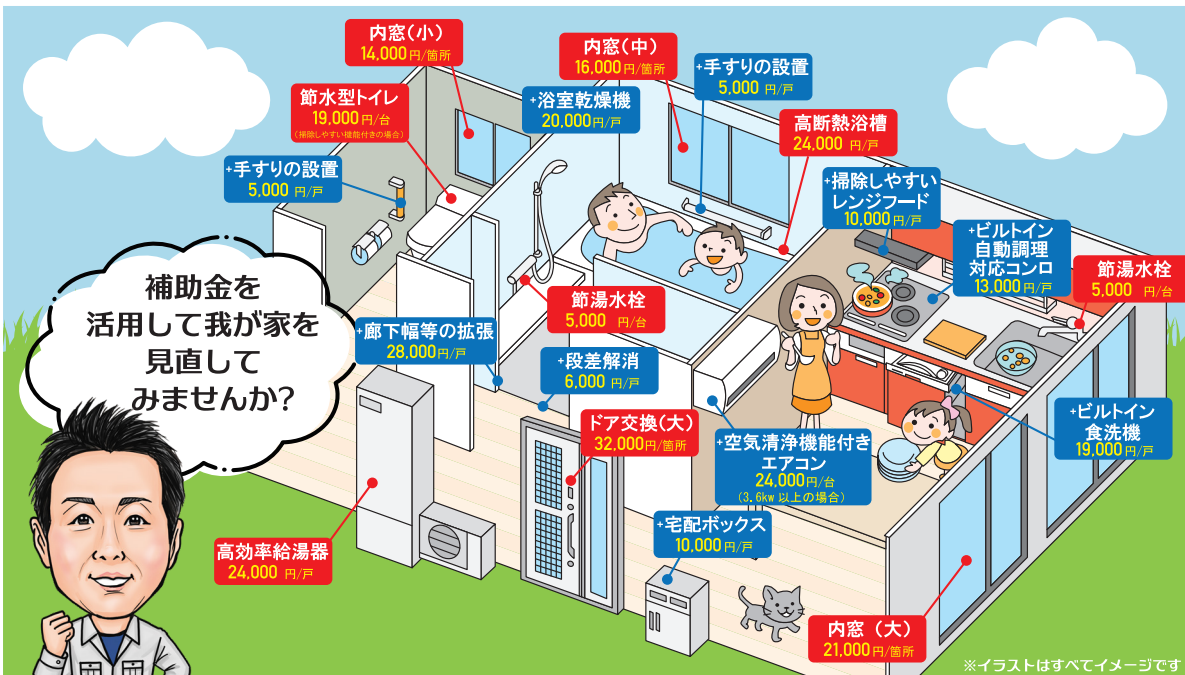 内窓(小)
14,000円/箇所
内窓(中)
16,000円/箇所
+手すりの設置
5,000 円/戸
節水型トイレ
19,000円/台
(掃除しやすい機能付きの場合)
+浴室乾燥機
20,000円/戸
高断熱浴槽
24,000 円/戸
+手すりの設置
5,000 円/戸
+掃除しやすい
レンジフード
10,000円/戸
+ビルトイン
自動調理
対応コンロ
13,000円/戸
節湯水栓
5,000 円/台
補助金を
活用して我が家を
見直して
みませんか?
節湯水栓
5,000 円/台
+廊下幅等の拡張
28,000円/戸
+段差解消
6,000 円/戸
ドア交換(大)
32,000円/箇所
+空気清浄機能付き
エアコン
24,000円/台
(3.6kw以上の場合)
+ビルトイン
食洗機
19,000円/戸
高効率給湯器
24,000 円/戸
+宅配ボックス
10,000円/戸
内窓(大)
21,000円/箇所
※イラストはすべてイメージです